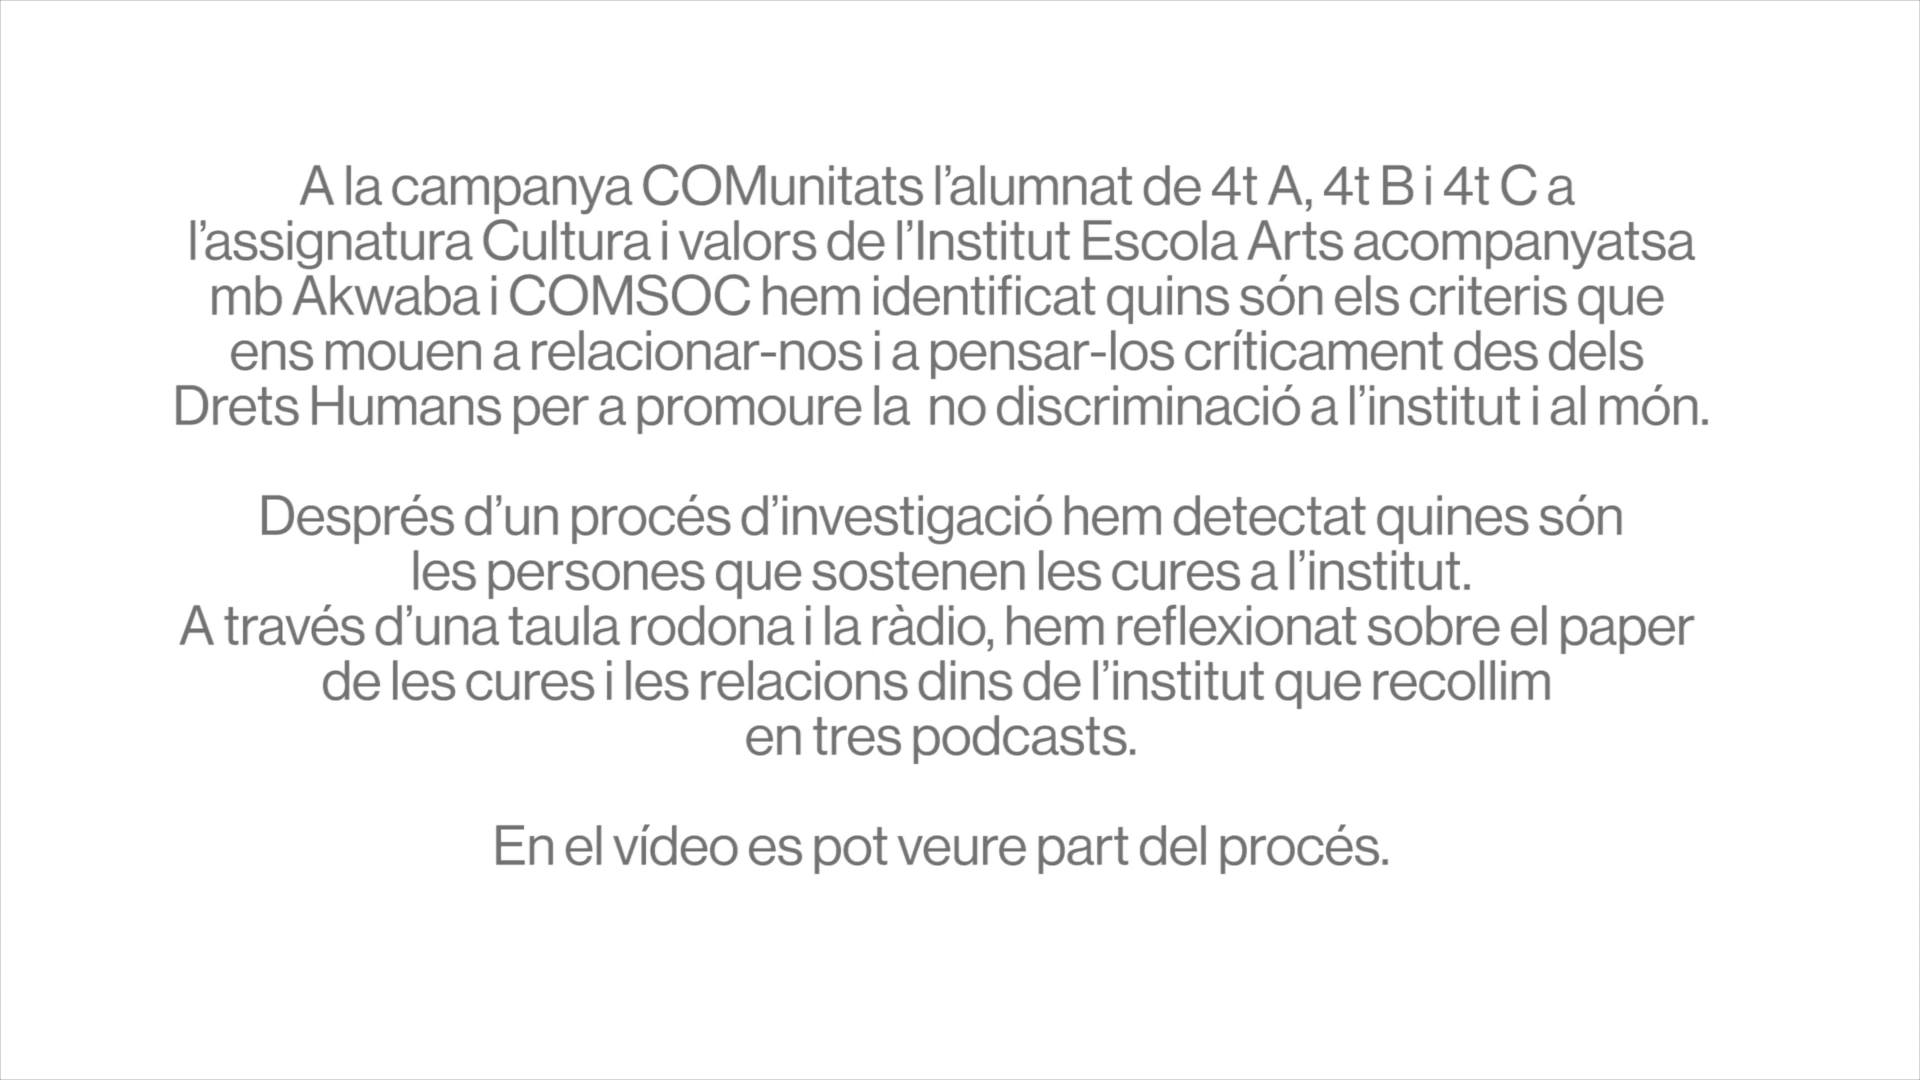 A la campanya COMunitats l’alumnat de 4t A, 4t B i 4t C a
l’assignatura Cultura i valors de l’Institut Escola Arts acompanyatsa
mb Akwaba i COMSOC hem identificat quins són els criteris que
ens mouen a relacionar-nos i a pensar-los críticament des dels
Drets Humans per a promoure la  no discriminació a l’institut i al món.
Després d’un procés d’investigació hem detectat quines són
les persones que sostenen les cures a l’institut.
A través d’una taula rodona i la ràdio, hem reflexionat sobre el paper
de les cures i les relacions dins de l’institut que recollim
en tres podcasts.
En el vídeo es pot veure part del procés.